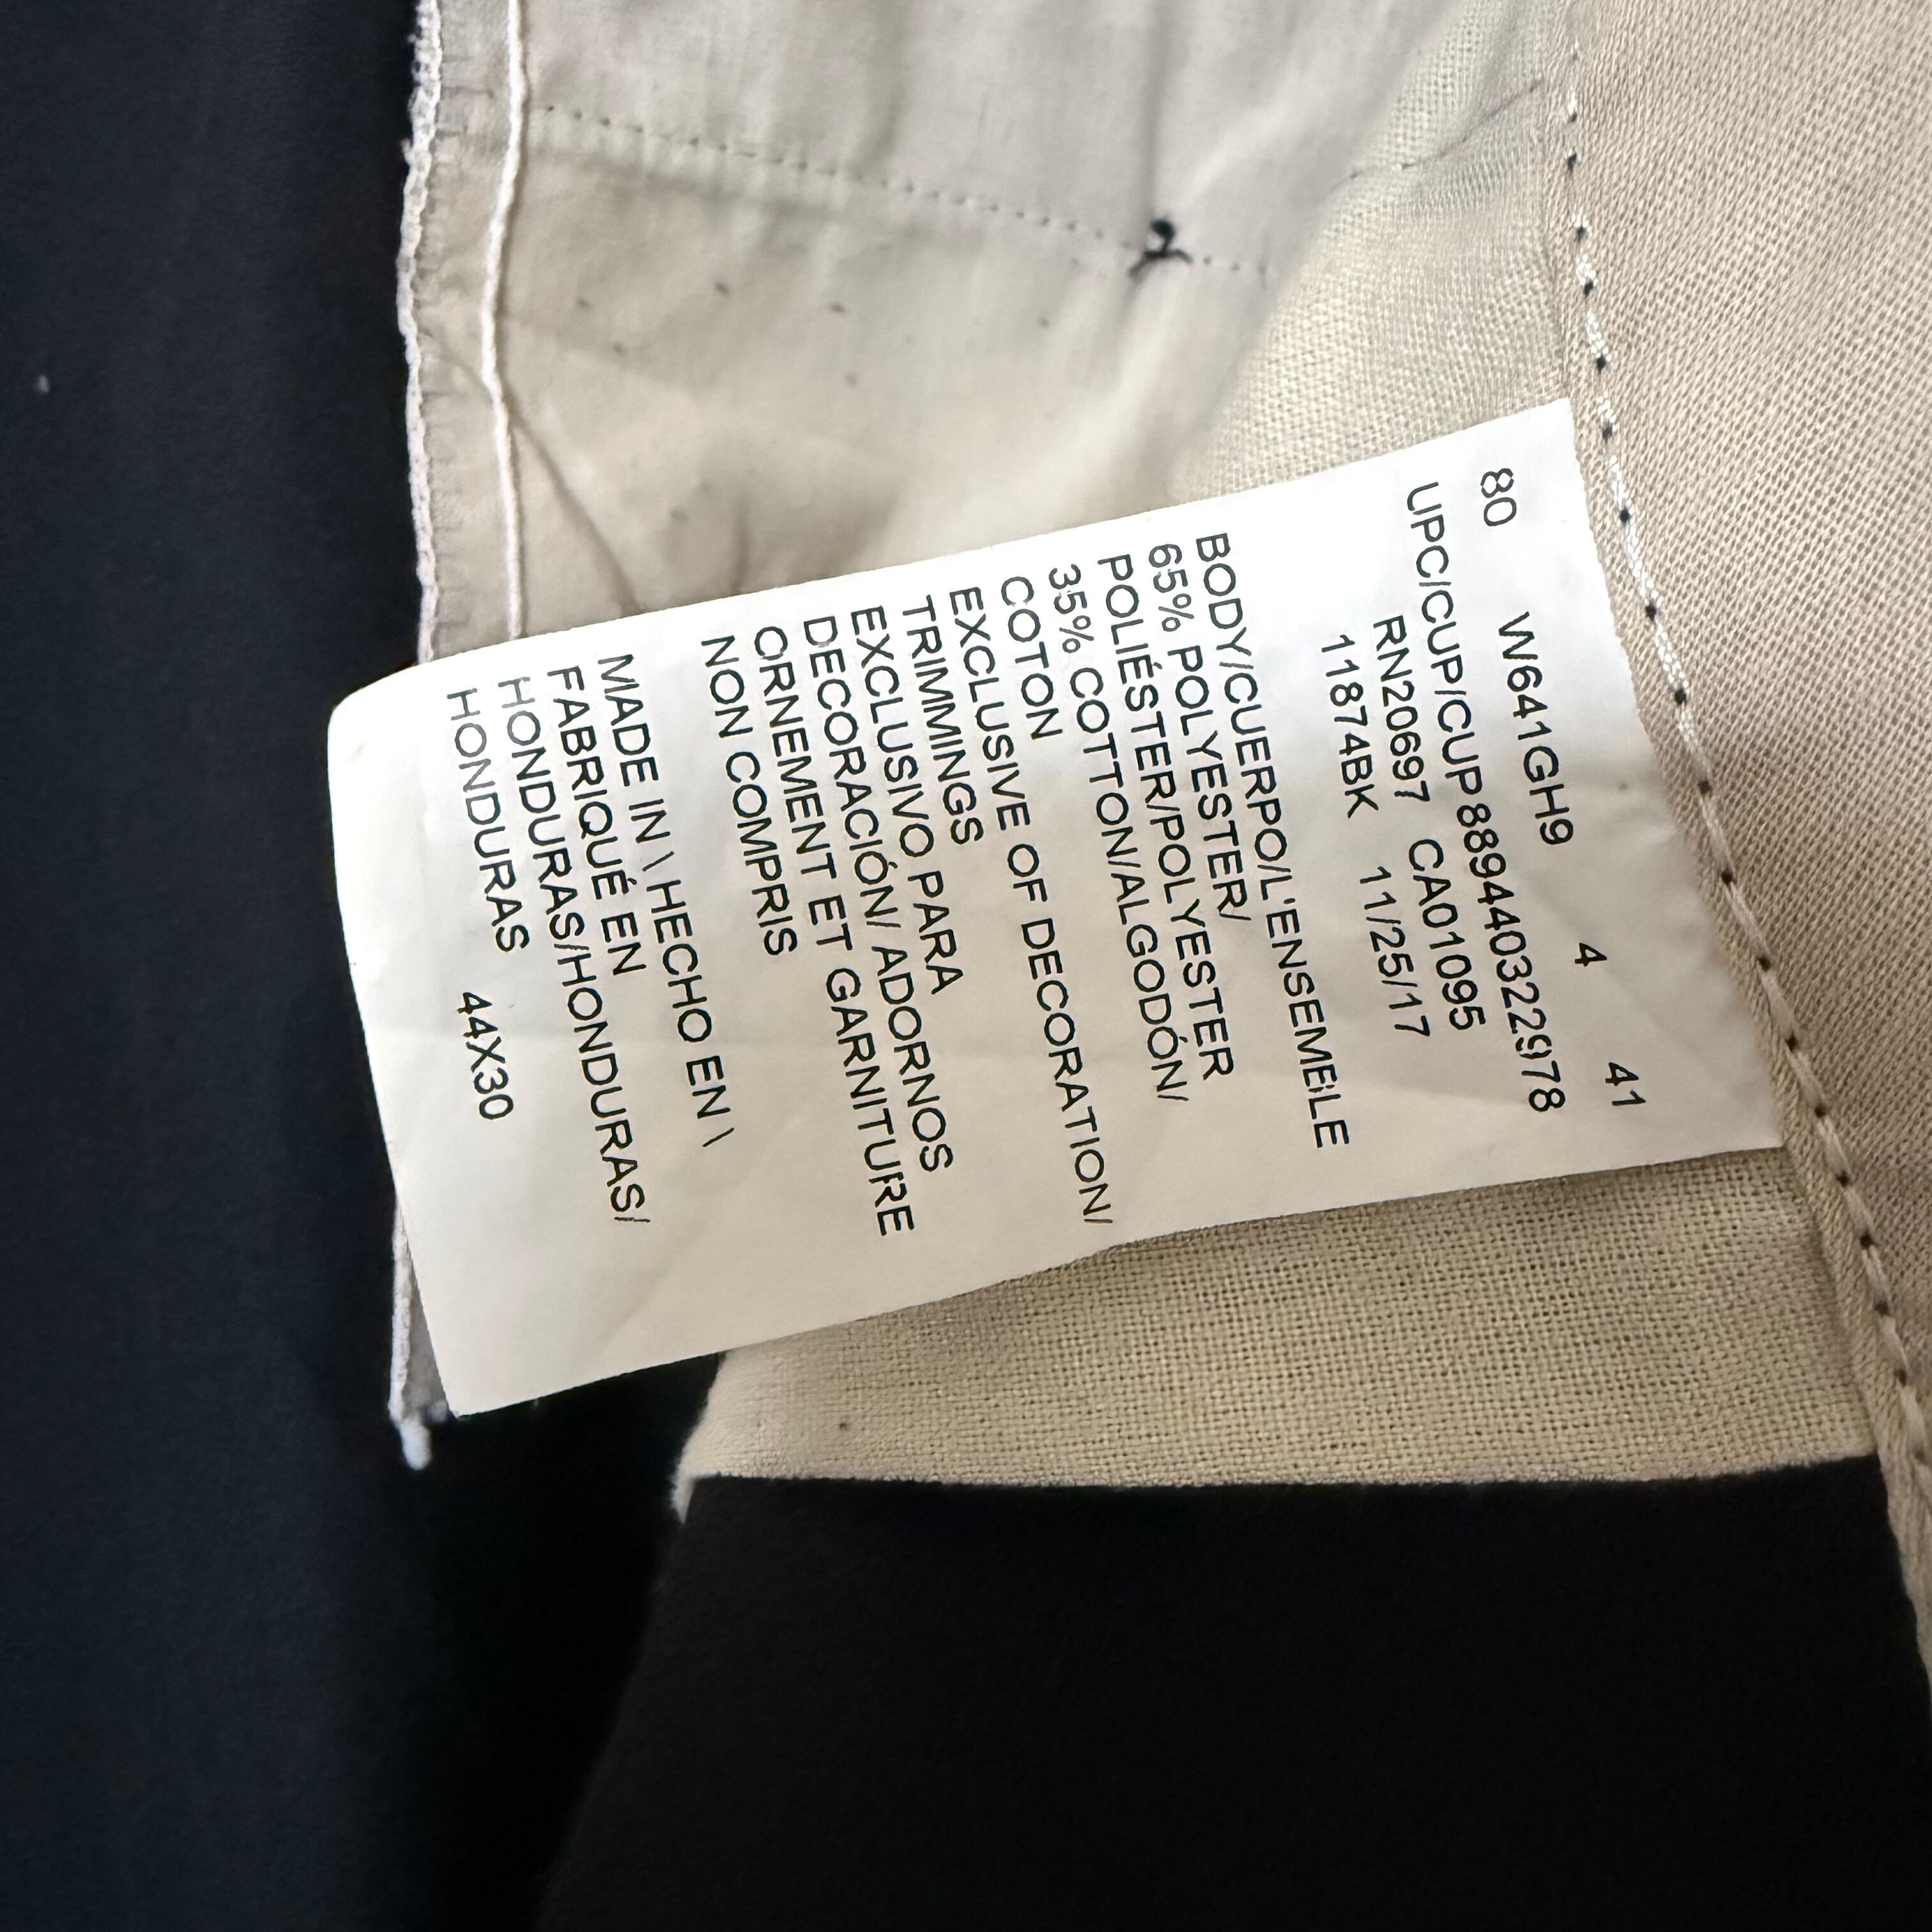 80 W641GH9 4 41
UPC/CUP/CUP889440322978
RN20697 CA01095
11874BK 11/25/17
BODY/CUERPO/L'ENSEMBLE
65% POLYESTER/
POLIÉSTER/POLYESTER
35% COTTON/ALGODÓN/
COTON
EXCLUSIVE OF DECORATION/
TRIMMINGS
EXCLUSIVO PARA
DECORACIÓN/ ADORNOS
ORNEMENT ET GARNITURE
NON COMPRIS
MADE IN \ HECHO EN \
FABRIQUÉ EN
HONDURAS/HONDURAS/
HONDURAS 44X30